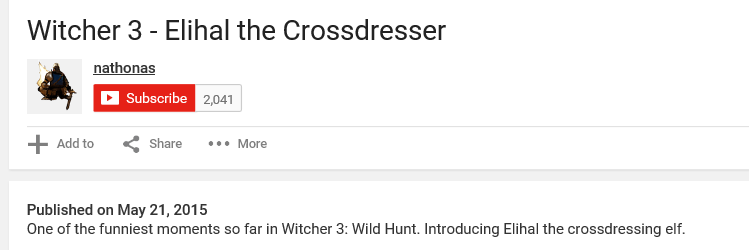 Witcher 3 - Elihal the Crossdresser
nathonas
Subscribe 2,041
Add to Share More
Published on May 21, 2015
One of the funniest moments so far in Witcher 3: Wild Hunt. Introducing Elihal the crossdressing elf.